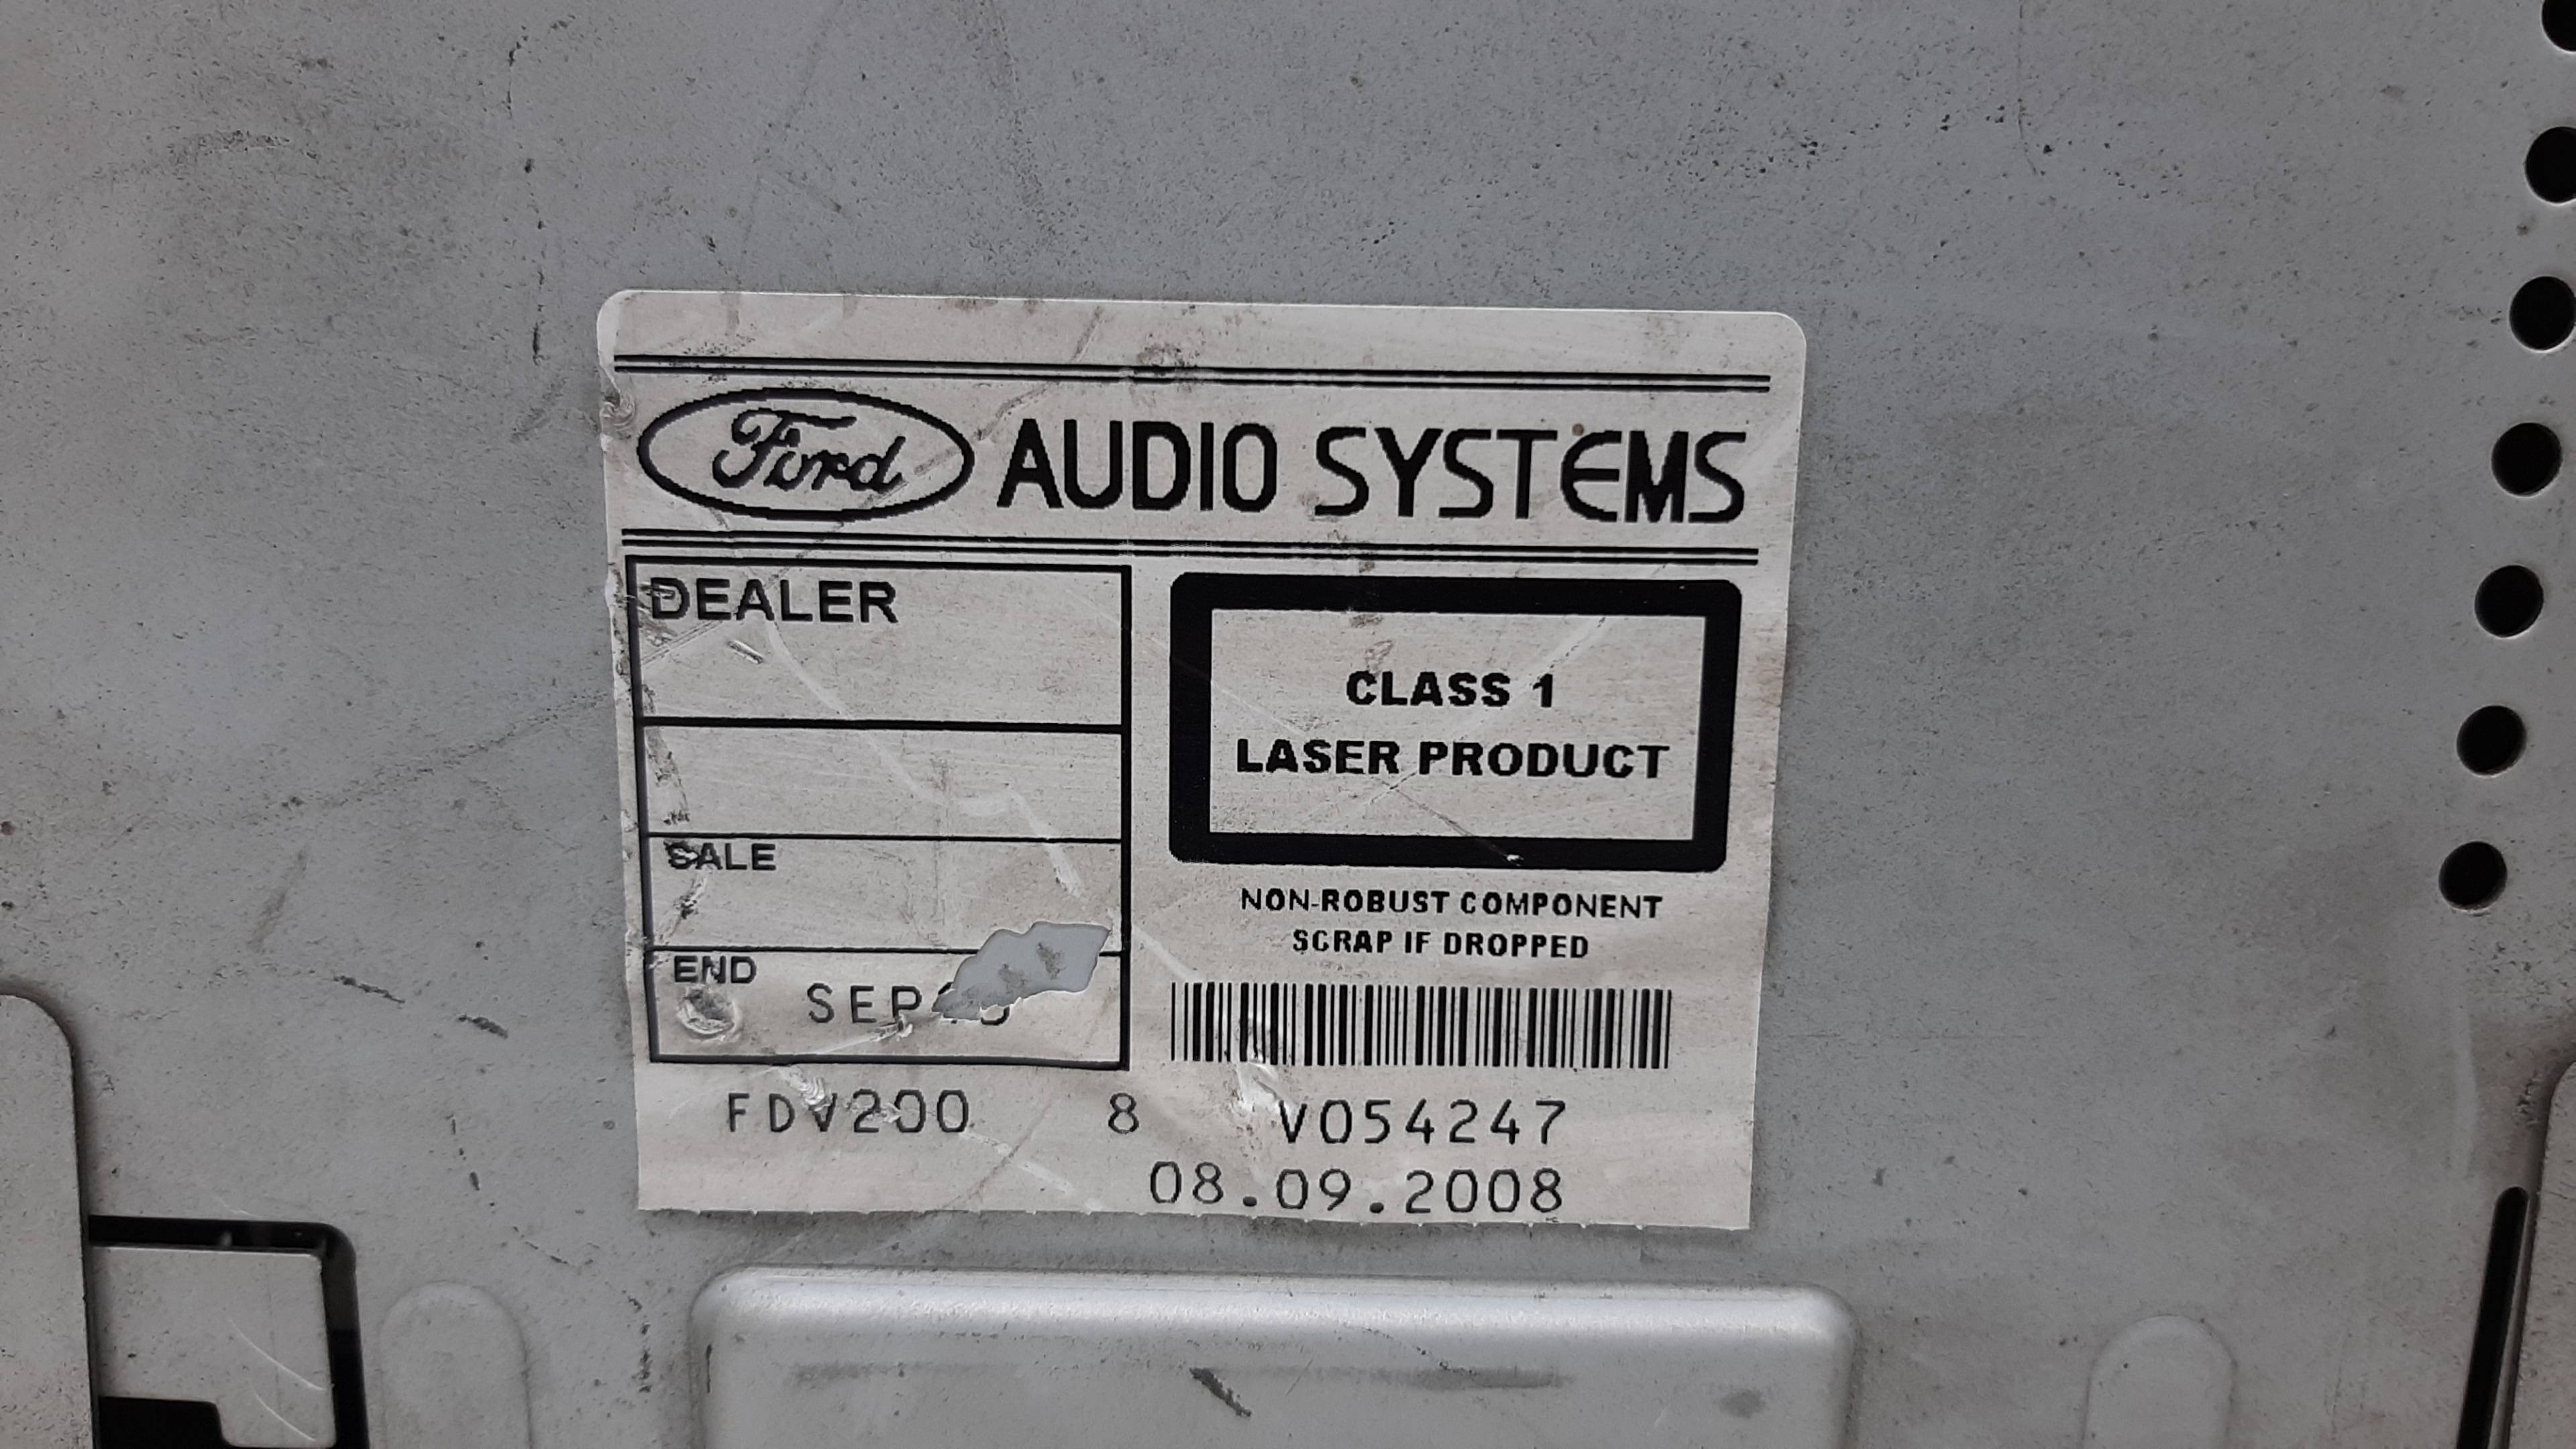 Ford AUDIO SYSTEMS
DEALER
SALE
END
CLASS 1
LASER PRODUCT
NON-ROBUST COMPONENT
SCRAP IF DROPPED
FDV200 8 V054247
08.09.2008